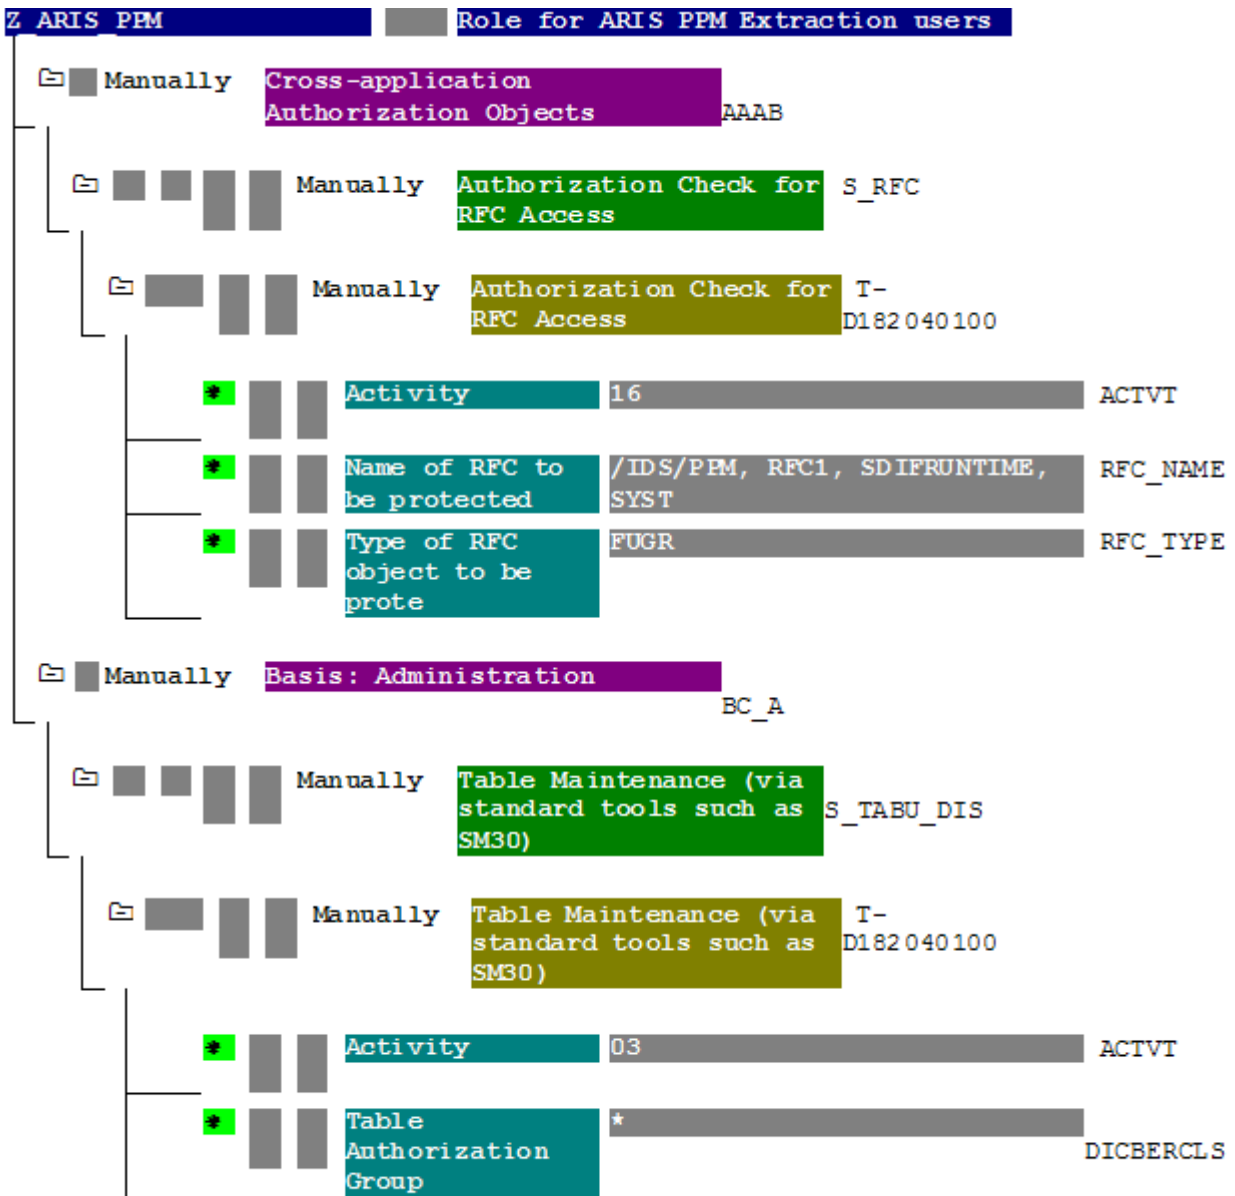 Z_ARIS_PPM Role for ARIS PPM Extraction users
Manually Cross-application
Authorization Objects AAAB
Manually Authorization Check for S_RFC
RFC Access
Manually Authorization Check for T-
RFC Access D182040100
* Activity 16 ACTVT
* Name of RFC to /IDS/PPM, RFC1, SDIFRUNTIME, RFC_NAME
be protected SYST
* Type of RFC FUGR RFC_TYPE
object to be
prote
Manually Basis: Administration
BC_A
Manually Table Maintenance (via
standard tools such as S_TABU_DIS
SM30)
Manually Table Maintenance (via T-
standard tools such as D182040100
SM30)
* Activity 03 ACTVT
* Table *
Authorization DICBERCLS
Group